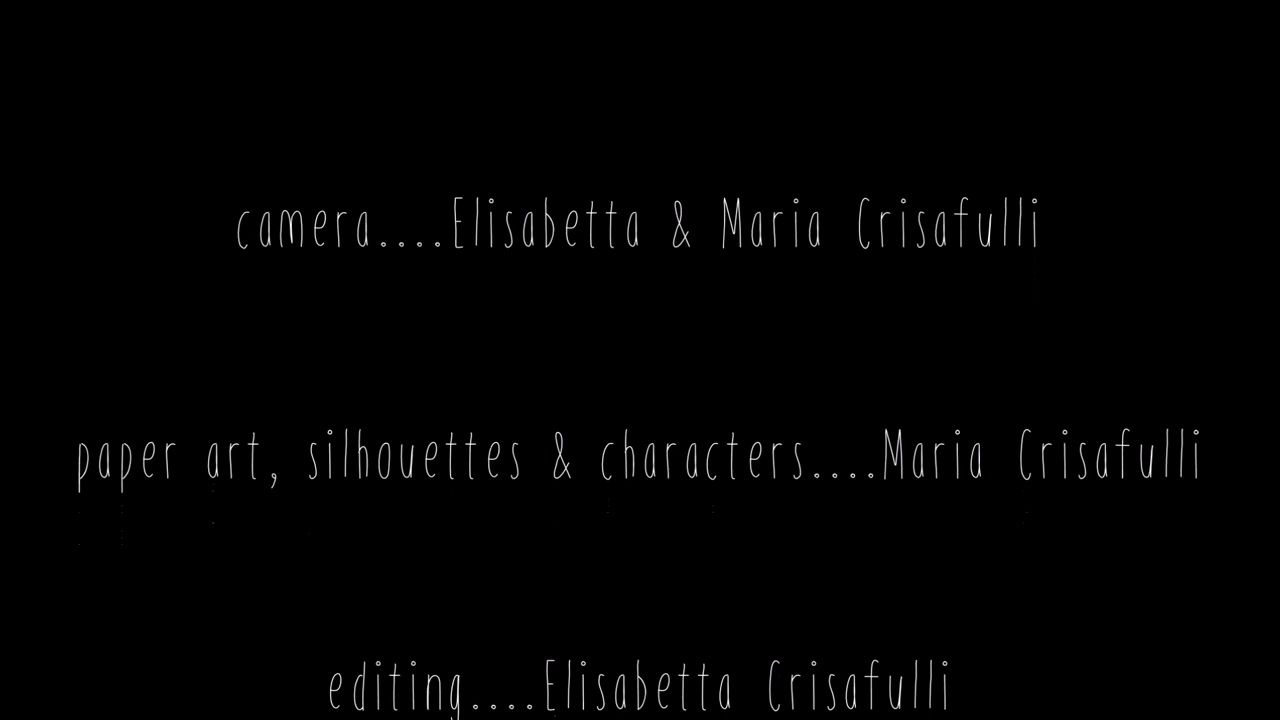 camera....Elisabetta & Maria Crisafulli
paper art, silhouettes & characters....Maria Crisafulli
editing....Elisabetta Crisafulli